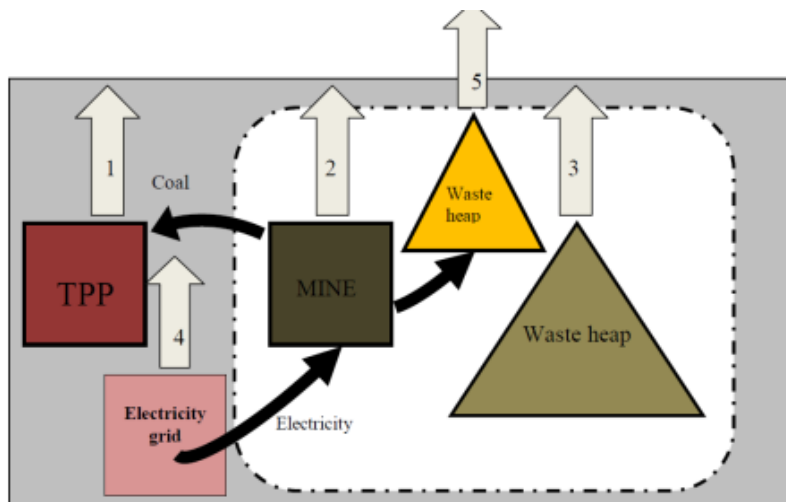 5
1
2
3
Coal
Waste
heap
TPP
MINE
4
Waste heap
Electricity
grid
Electricity